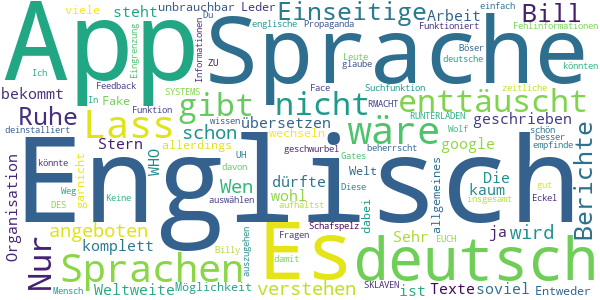 viele steht unbrauchbar Leder Du englische Propaganda einfach
App Sprache
Einseitige Arbeit Bill
Ich Eingrenzung Informationen Funktioniert Böser Fehlinformationen
zu Leute deutsche könnten
bekommt Feedback glaube
In Fake SYSTEMS Face Suchfunktion zeitliche
gibt nicht enttäuscht
Ruhe Funktion RMACHT RUNTERLADEN geschrieben
Lass schon wissen übersetzen wäre Wolf schön
deinstalliert wechseln google besser
Stern allerdings beherrscht empfinde
Organisation könnte garnicht WHO UH geschwurbel Gates Die Berichte
Englisch
Weg davon Wen Welt kaum
DES Keine auswählen dürfte Diese allgemeines gut
komplett wohl dabei insgesamt Eckel
Nur angeboten Schafspelz aufhaltst
Es deutsch
Sehr ja wird
Sprachen Billy auszugehen Fragen verstehen EUCH
damit
Mensch Weltweite Möglichkeit ist Texte soviel Entweder
SKLAVEN